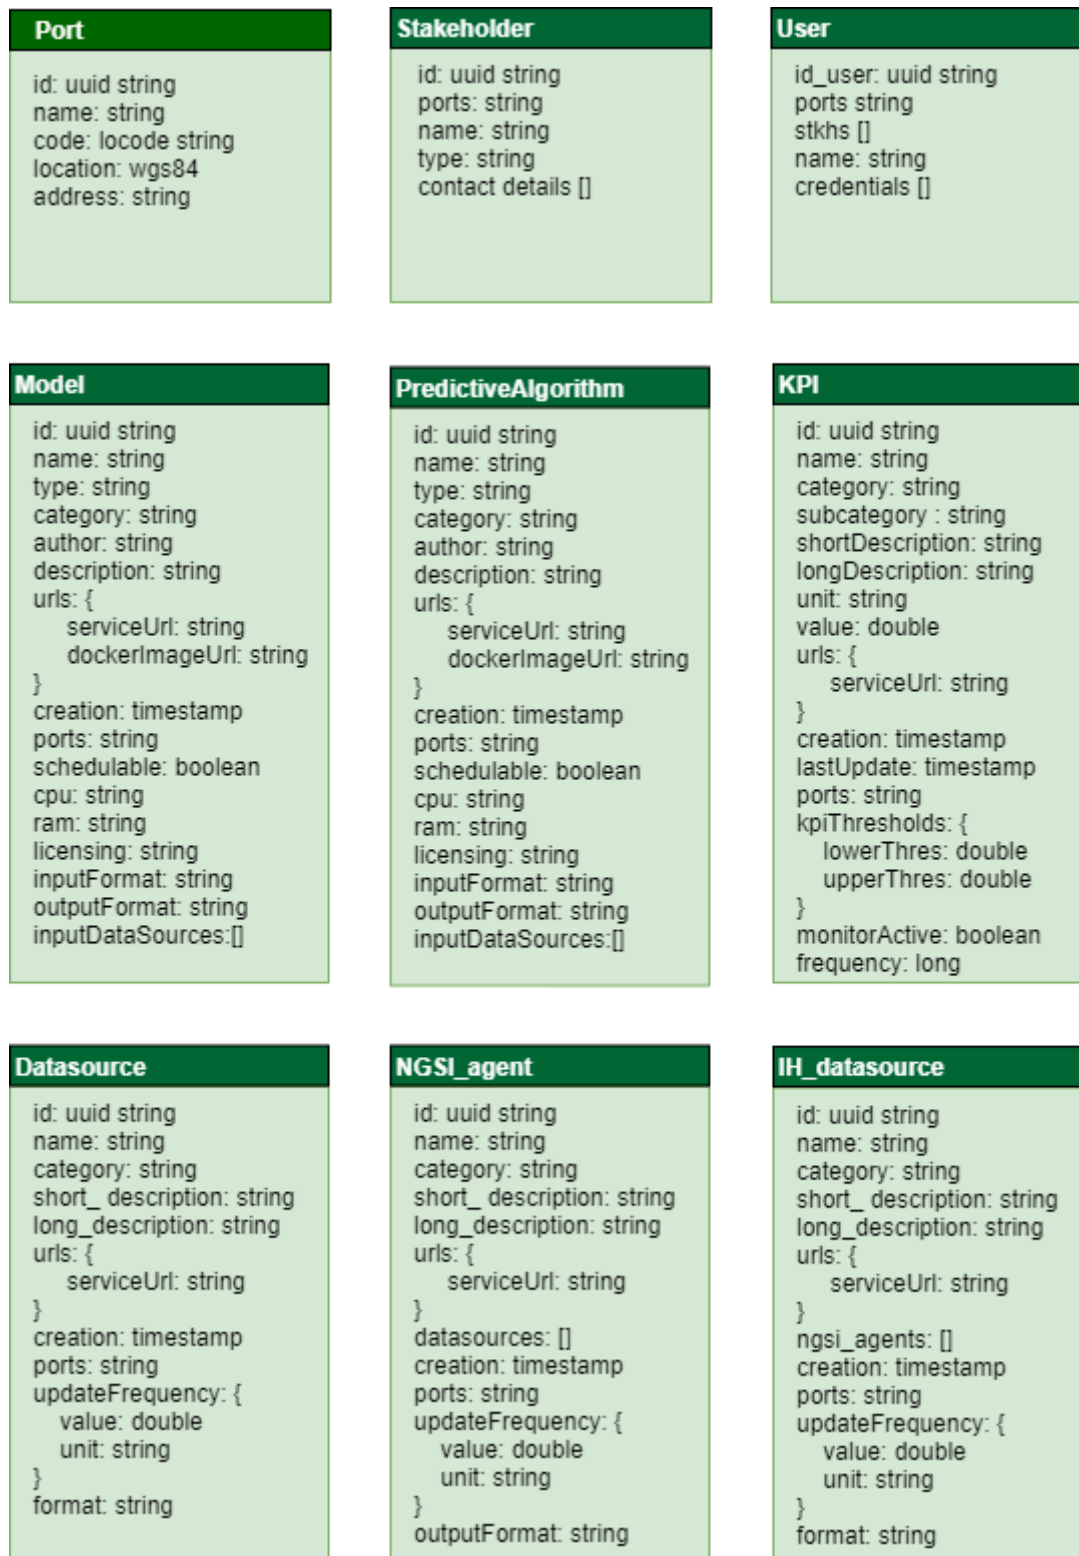 Port
id: uuid string
name: string
code: locode string
location: wgs84
address: string
Stakeholder
id: uuid string
ports: string
name: string
type: string
contact details []
User
id_user: uuid string
ports string
stkhs []
name: string
credentials []
Model
id: uuid string
name: string
type: string
category: string
author: string
description: string
urls: {
serviceUrl: string
dockerImageUrl: string
}
creation: timestamp
ports: string
schedulable: boolean
cpu: string
ram: string
licensing: string
inputFormat: string
outputFormat: string
inputDataSources:[]
PredictiveAlgorithm
id: uuid string
name: string
type: string
category: string
author: string
description: string
urls: {
serviceUrl: string
dockerImageUrl: string
}
creation: timestamp
ports: string
schedulable: boolean
cpu: string
ram: string
licensing: string
inputFormat: string
outputFormat: string
inputDataSources:[]
KPI
id: uuid string
name: string
category: string
subcategory : string
shortDescription: string
longDescription: string
unit: string
value: double
urls: {
serviceUrl: string
}
creation: timestamp
lastUpdate: timestamp
ports: string
kpiThresholds: {
lowerThres: double
upperThres: double
}
monitorActive: boolean
frequency: long
Datasource
id: uuid string
name: string
category: string
short_ description: string
long_description: string
urls: {
serviceUrl: string
}
creation: timestamp
ports: string
updateFrequency: {
value: double
unit: string
}
format: string
NGSI_agent
id: uuid string
name: string
category: string
short_ description: string
long_description: string
urls: {
serviceUrl: string
}
datasources: []
creation: timestamp
ports: string
updateFrequency: {
value: double
unit: string
}
outputFormat: string
IH_datasource
id: uuid string
name: string
category: string
short_ description: string
long_description: string
urls: {
serviceUrl: string
}
ngsi_agents: []
creation: timestamp
ports: string
updateFrequency: {
value: double
unit: string
}
format: string